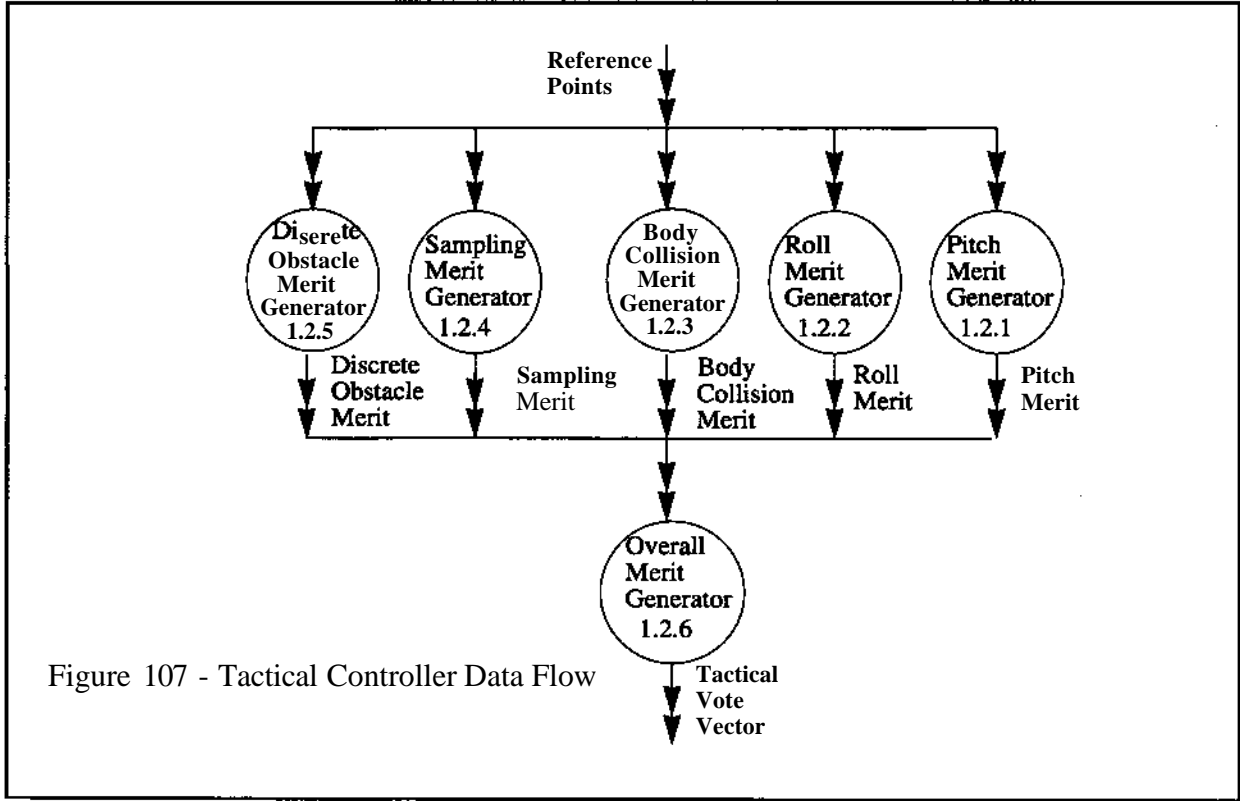 Reference
Points
Diserete
Obstacle
Merit
Generator
1.2.5
Sampling
Merit
Generator
1.2.4
Body
Collision
Merit
Generator
1.2.3
Roll
Merit
Generator
1.2.2
Pitch
Merit
Generator
1.2.1
Discrete
Obstacle
Merit
Sampling
Merit
Body
Collision
Merit
Roll
Merit
Pitch
Merit
Overall
Merit
Generator
1.2.6
Figure 107 - Tactical Controller Data Flow
Tactical
Vote
Vector